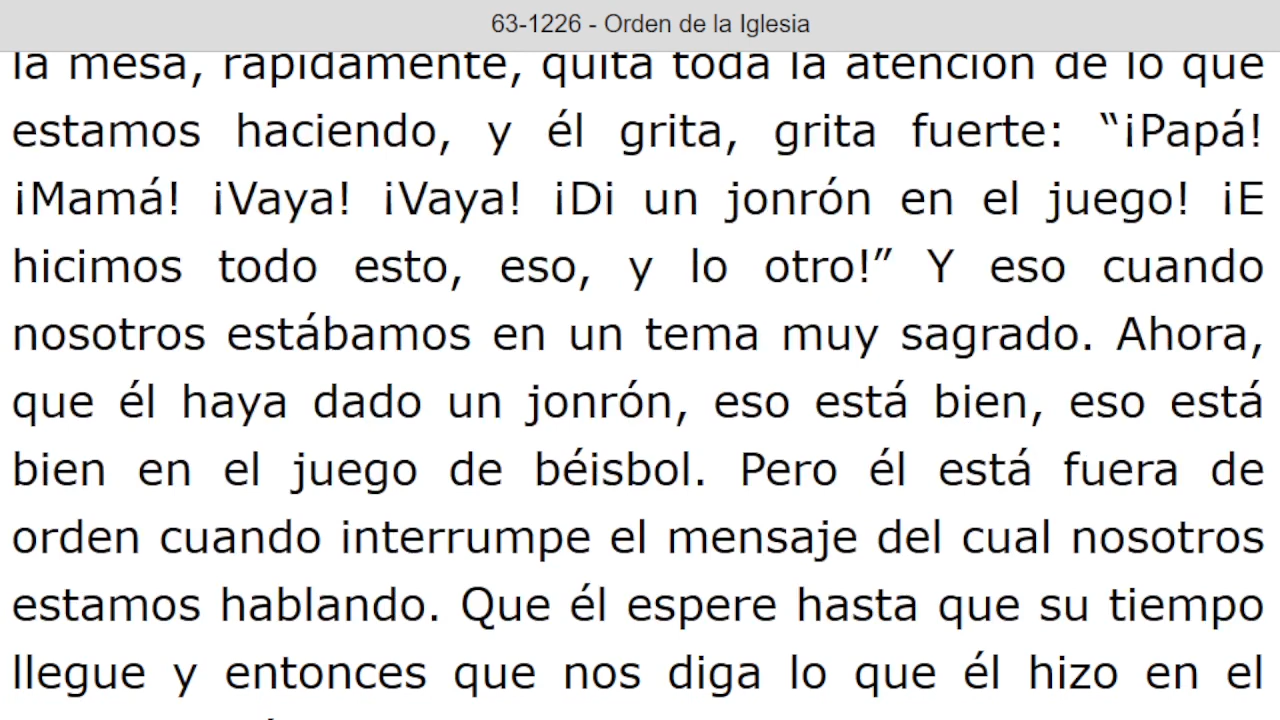 63-1226 - Orden de la Iglesia
la mesa, rápidamente, quita toda la atención de lo que
estamos haciendo, y él grita, grita fuerte: “¡Papá!
¡Mamá! ¡Vaya! ¡Vaya! ¡Di un jonrón en el juego! ¡E
hicimos todo esto, eso, y lo otro!” Y eso cuando
nosotros estábamos en un tema muy sagrado. Ahora,
que él haya dado un jonrón, eso está bien, eso está
bien en el juego de béisbol. Pero él está fuera de
orden cuando interrumpe el mensaje del cual nosotros
estamos hablando. Que él espere hasta que su tiempo
llegue y entonces que nos diga lo que él hizo en el